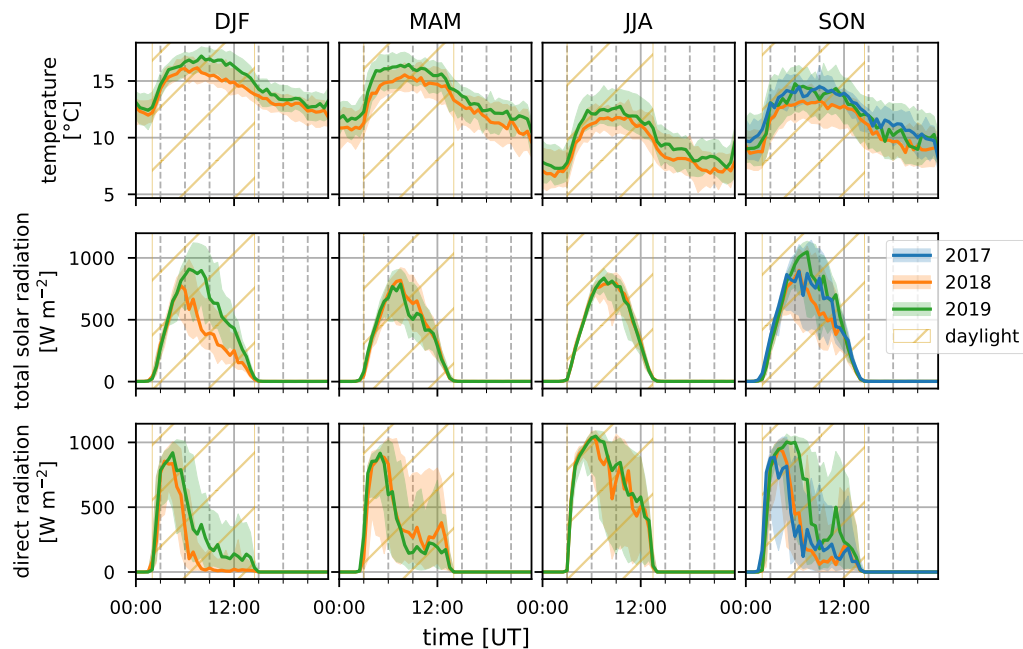 DJF MAM JJA SON
temperature
[°C]
15
10
5
total solar radiation
[W m⁻²]
1000
500
0
2017
2018
2019
daylight
direct radiation
[W m⁻²]
1000
500
0
00:00 12:00 00:00 12:00 00:00 12:00 00:00 12:00
time [UT]